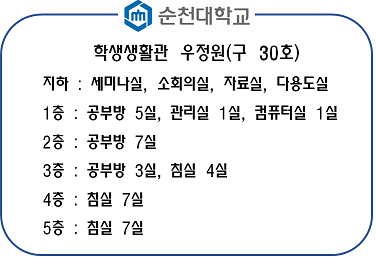 순천대학교
학생생활관 우정원(구 30호)
지하 : 세미나실, 소회의실, 자료실, 다용도실
1층 : 공부방 5실, 관리실 1실, 컴퓨터실 1실
2층 : 공부방 7실
3층 : 공부방 3실, 침실 4실
4층 : 침실 7실
5층 : 침실 7실